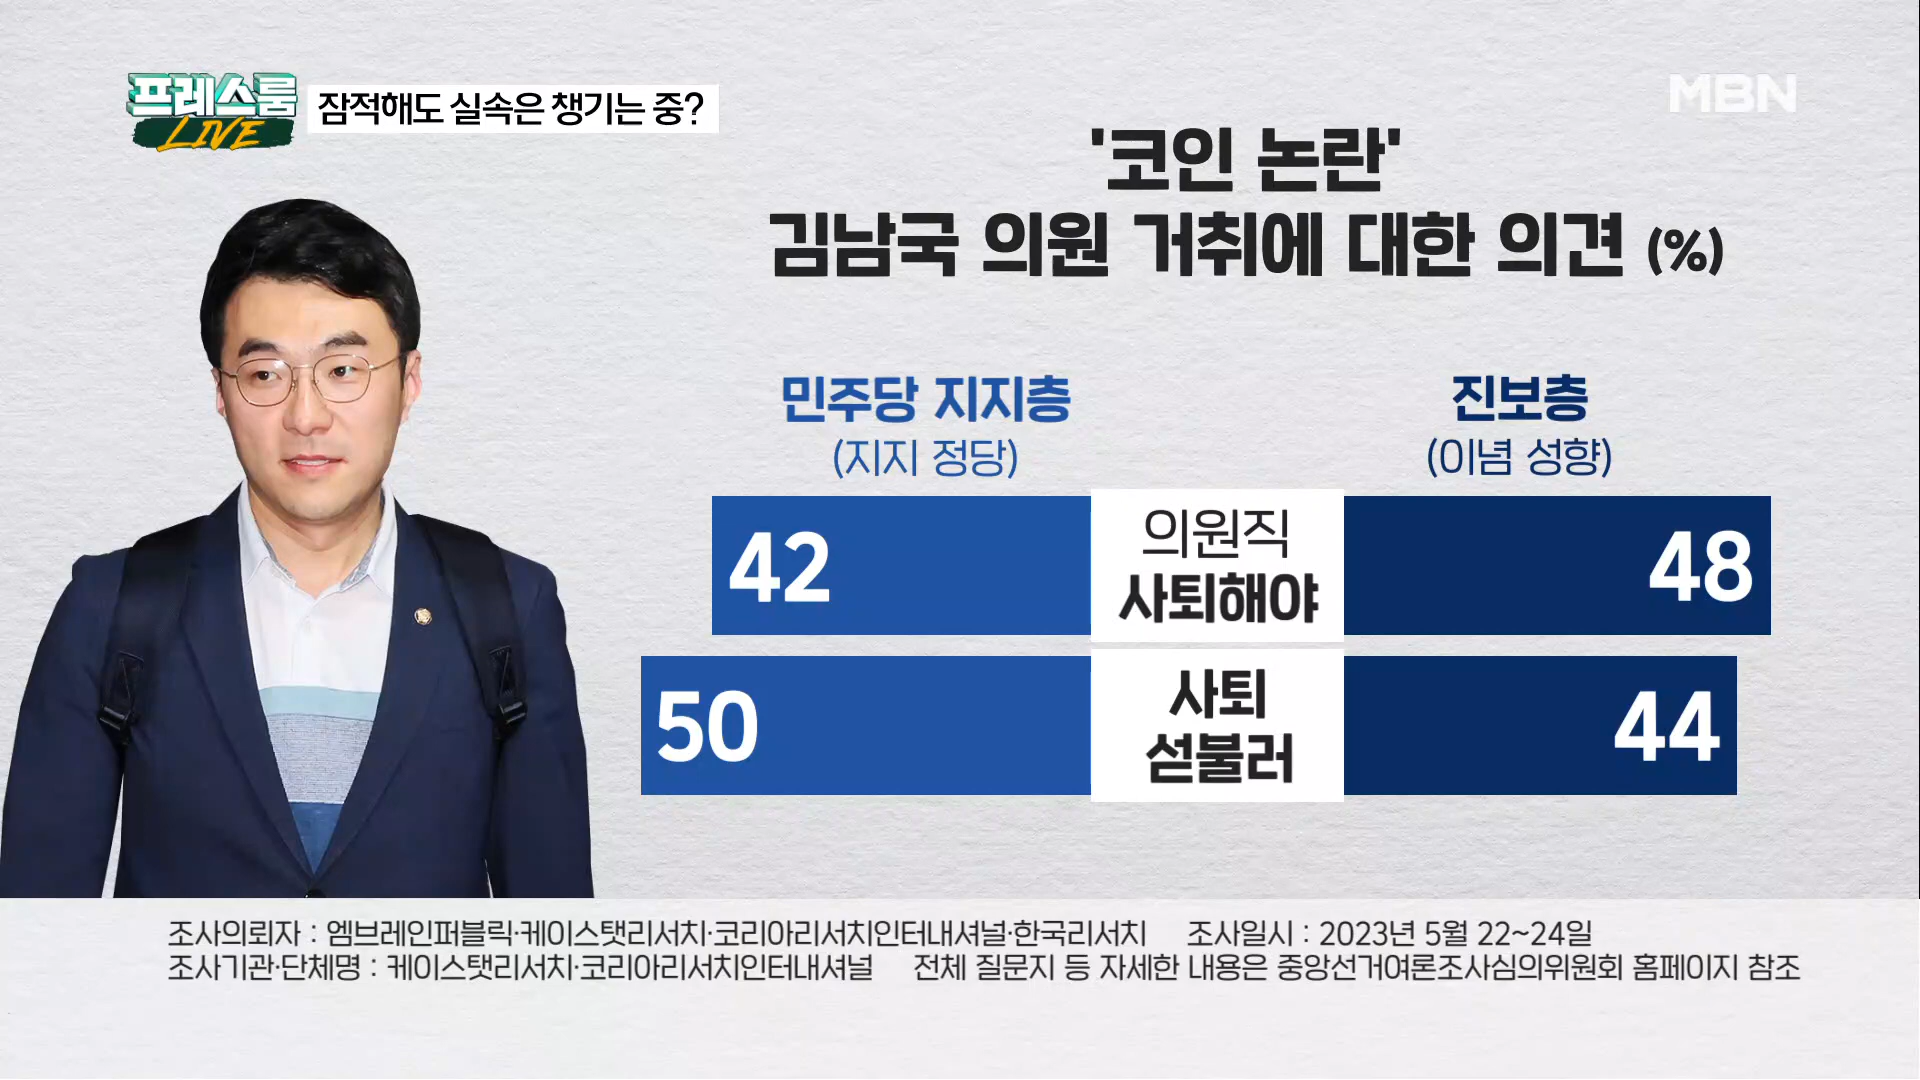 프레스룸
LIVE
잠적해도 실속은 챙기는 중?
MBN
'코인 논란'
김남국 의원 거취에 대한 의견 (%)
민주당 지지층
(지지 정당)
진보층
(이념 성향)
42
의원직
사퇴해야
48
50
사퇴
섣불러
44
조사의뢰자 : 엠브레인퍼블릭·케이스탯리서치·코리아리서치인터내셔널·한국리서치 조사일시 : 2023년 5월 22~24일
조사기관·단체명 : 케이스탯리서치·코리아리서치인터내셔널 전체 질문지 등 자세한 내용은 중앙선거여론조사심의위원회 홈페이지 참조